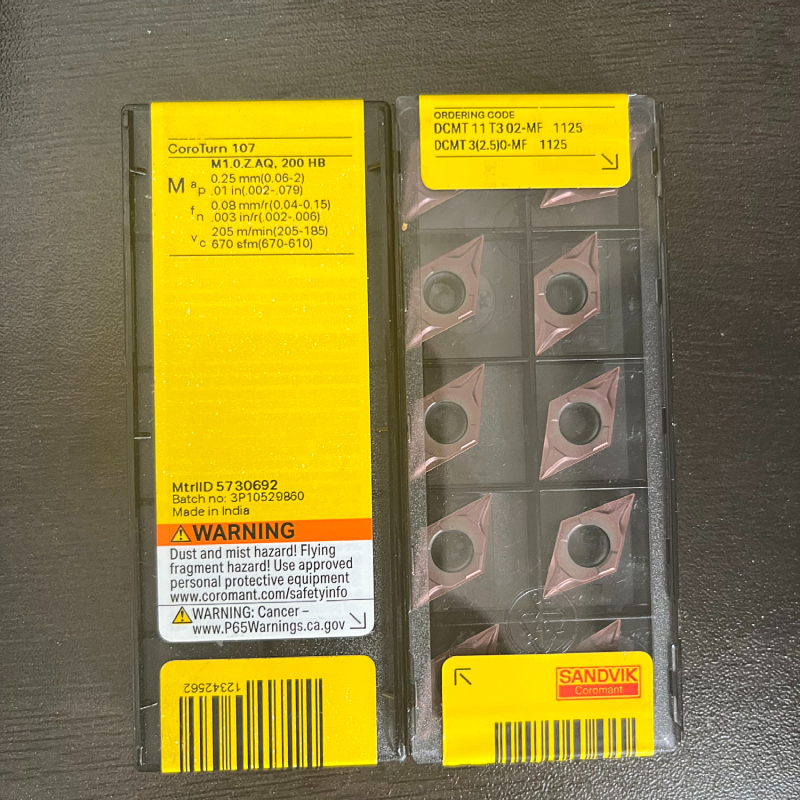 CoroTurn 107
M1.0.Z.AQ, 200 HB
M ap 0.25 mm(0.06-2)
.01 in(.002-.079)
fn 0.08 mm/r(0.04-0.15)
.003 in/r(.002-.006)
vc 205 m/min(205-185)
670 sfm(670-610)
MtrlID 5730692
Batch no: 3P10529860
Made in India
WARNING
Dust and mist hazard! Flying
fragment hazard! Use approved
personal protective equipment
www.coromant.com/safetyinfo
WARNING: Cancer –
www.P65Warnings.ca.gov
12342562
ORDERING CODE
DCMT 11 T3 02-MF 1125
DCMT 3(2.5)0-MF 1125
SANDVIK
Coromant